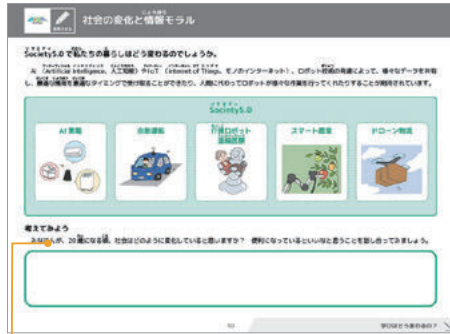 社会の変化と情報モラル
Society5.0で私たちの暮らしはどう変わるのでしょうか。
AI（Artificial Intelligence、人工知能）やIoT（Internet of Things、モノのインターネット）、ロボット技術の発達によって、様々なデータを共有
し、最適な情報を最適なタイミングで受け取ることができたり、人間に代わってロボットが様々な作業を行ってくれたりすることが期待されています。
Society5.0
AI 家電
自動運転
介護ロボット
遠隔医療
スマート農業
ドローン物流
考えてみよう
みなさんが、20歳になる頃、社会はどのように変化していると思いますか？ 便利になっているといいなと思うことを話し合ってみましょう。
学びはどう変わるの？